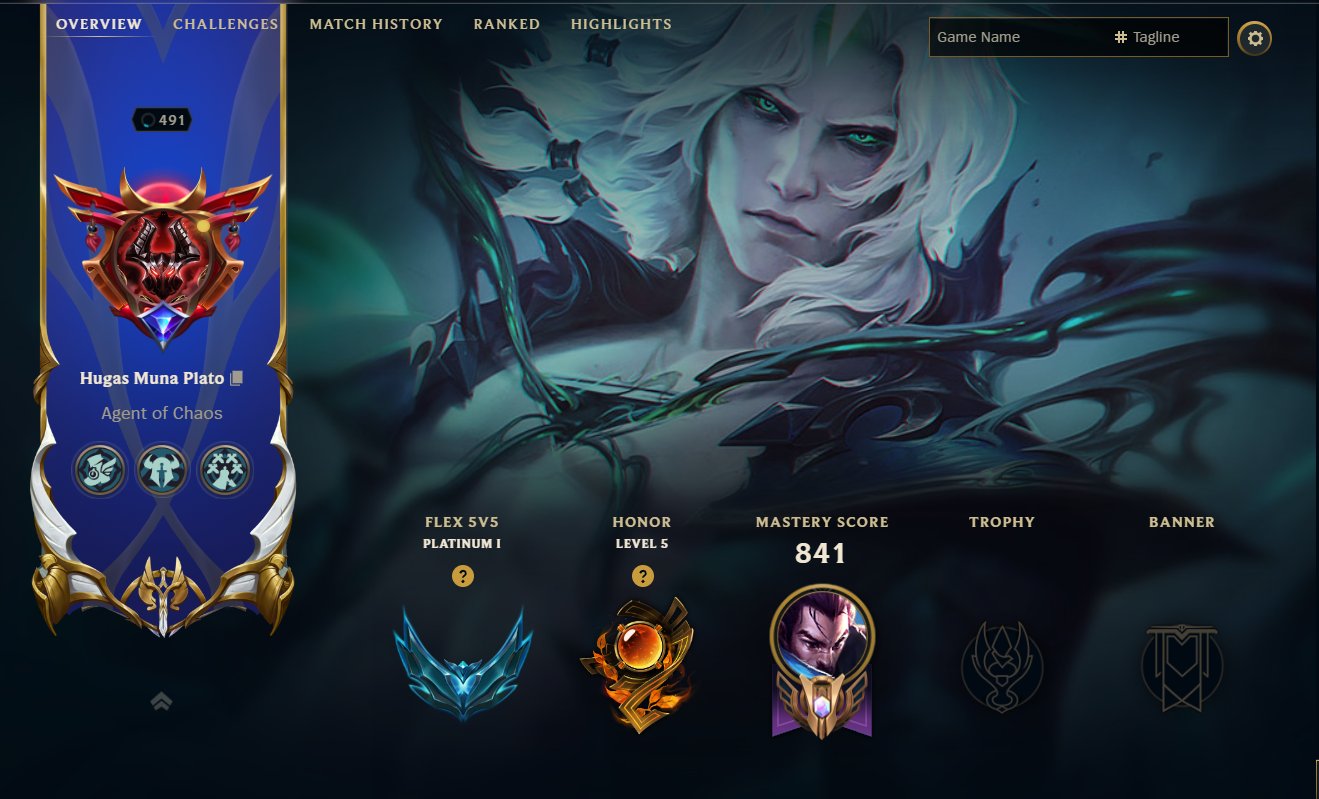 OVERVIEW CHALLENGES MATCH HISTORY RANKED HIGHLIGHTS
Game Name # Tagline
491
Hugas Muna Plato
Agent of Chaos
FLEX 5V5 HONOR MASTERY SCORE TROPHY BANNER
PLATINUM I LEVEL 5 841
? ?